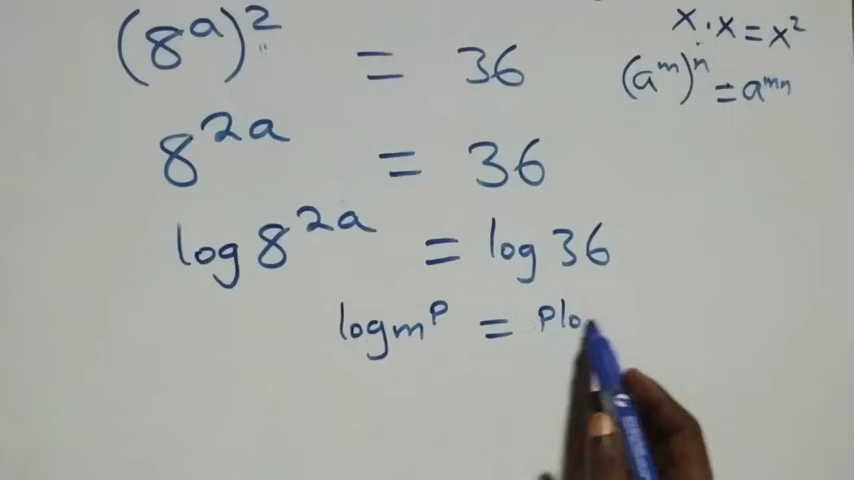 (8^a)^2 = 36
x · x = x^2
(a^m)^n = a^mn
8^2a = 36
log 8^2a = log 36
log m^p = plo